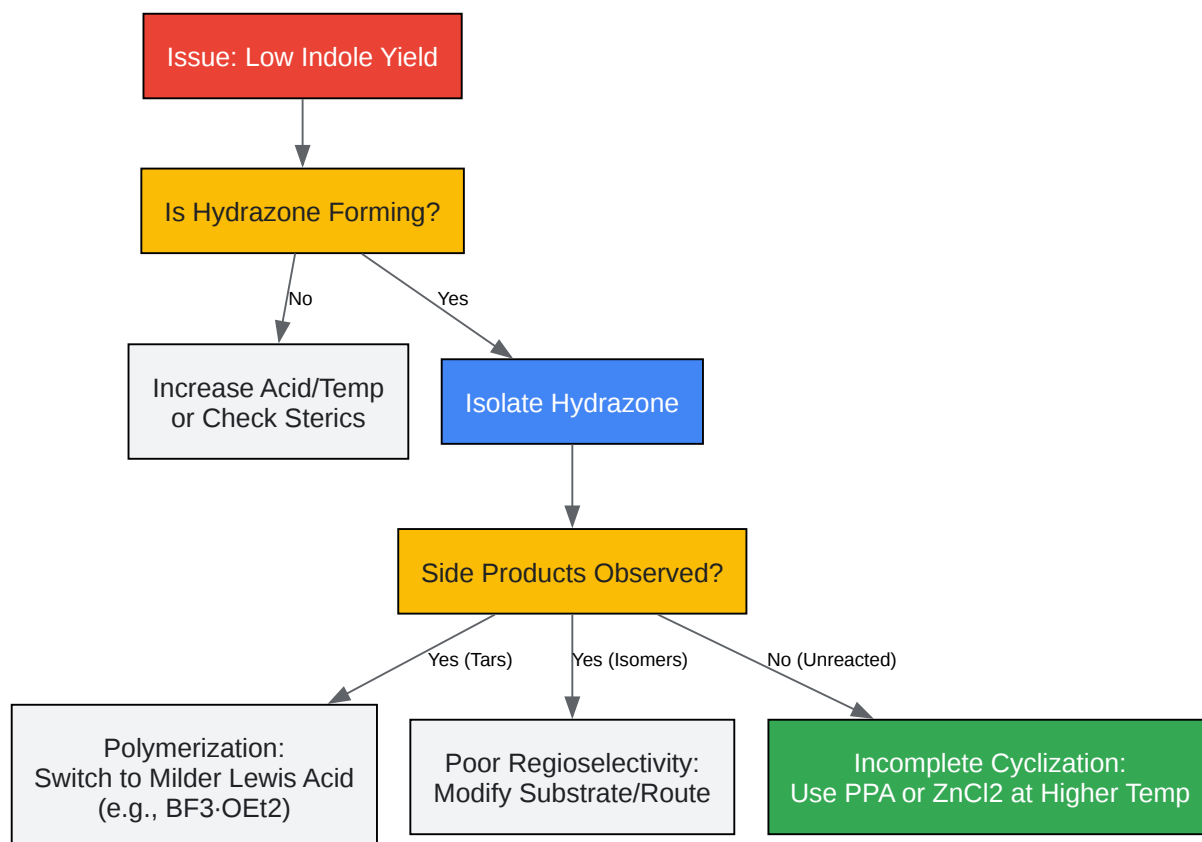 Issue: Low Indole Yield
Is Hydrazone Forming?
No
Yes
Increase Acid/Temp
or Check Sterics
Isolate Hydrazone
Side Products Observed?
Yes (Tars)
Yes (Isomers)
No (Unreacted)
Polymerization:
Switch to Milder Lewis Acid
(e.g., BF3·OEt2)
Poor Regioselectivity:
Modify Substrate/Route
Incomplete Cyclization:
Use PPA or ZnCl2 at Higher Temp